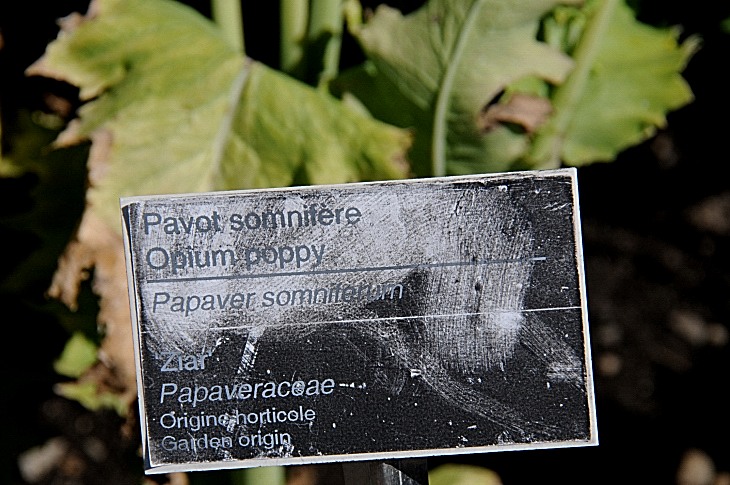 Pavot somnifère
Opium poppy
Papaver somniferum
'Ziar'
Papaveraceae
Origine horticole
Garden origin